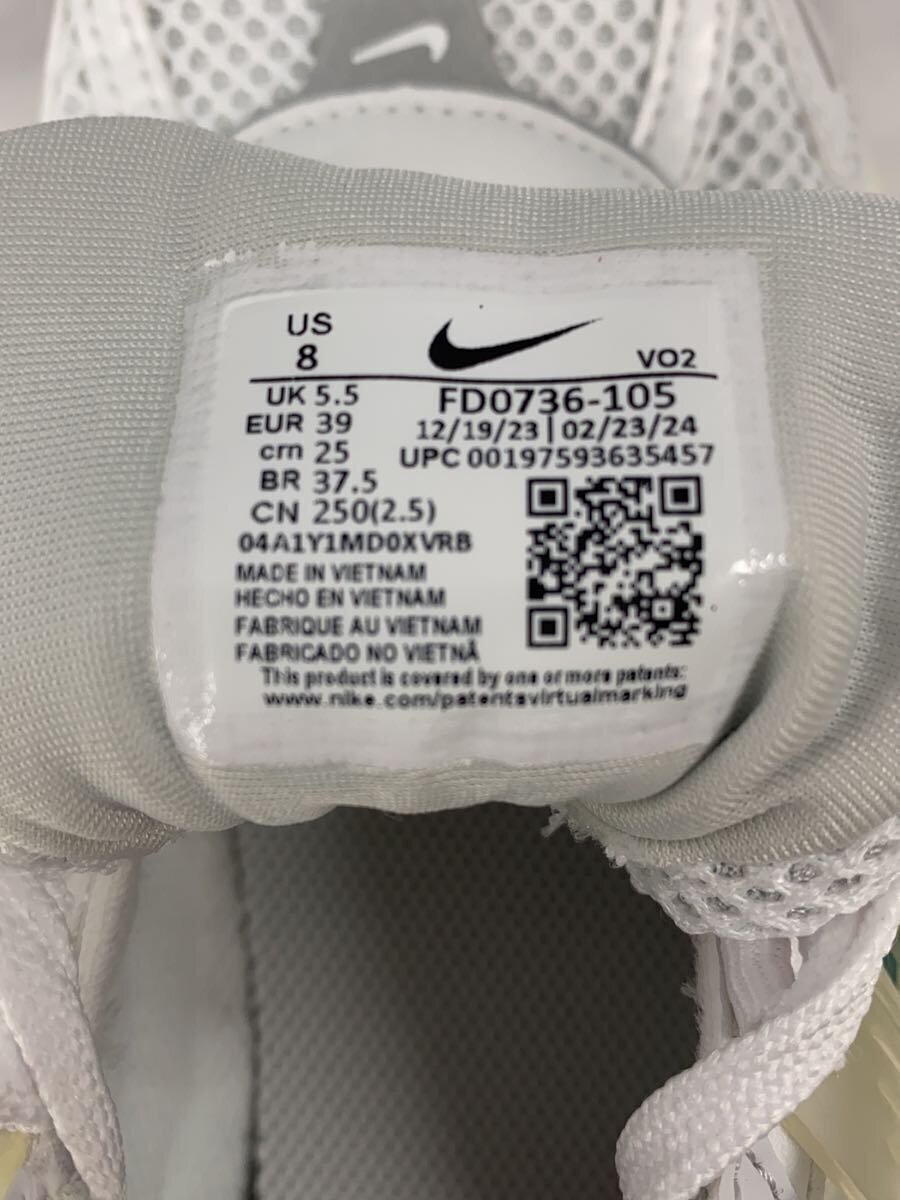 US
8
VO2
UK 5.5
EUR 39
cm 25
BR 37.5
CN 250(2.5)
FD0736-105
12/19/23 | 02/23/24
UPC 00197593635457
04A1Y1MD0XVRB
MADE IN VIETNAM
HECHO EN VIETNAM
FABRIQUE AU VIETNAM
FABRICADO NO VIETNÃ
This product is covered by one or more patents:
www.nike.com/patentsvirtualmarking